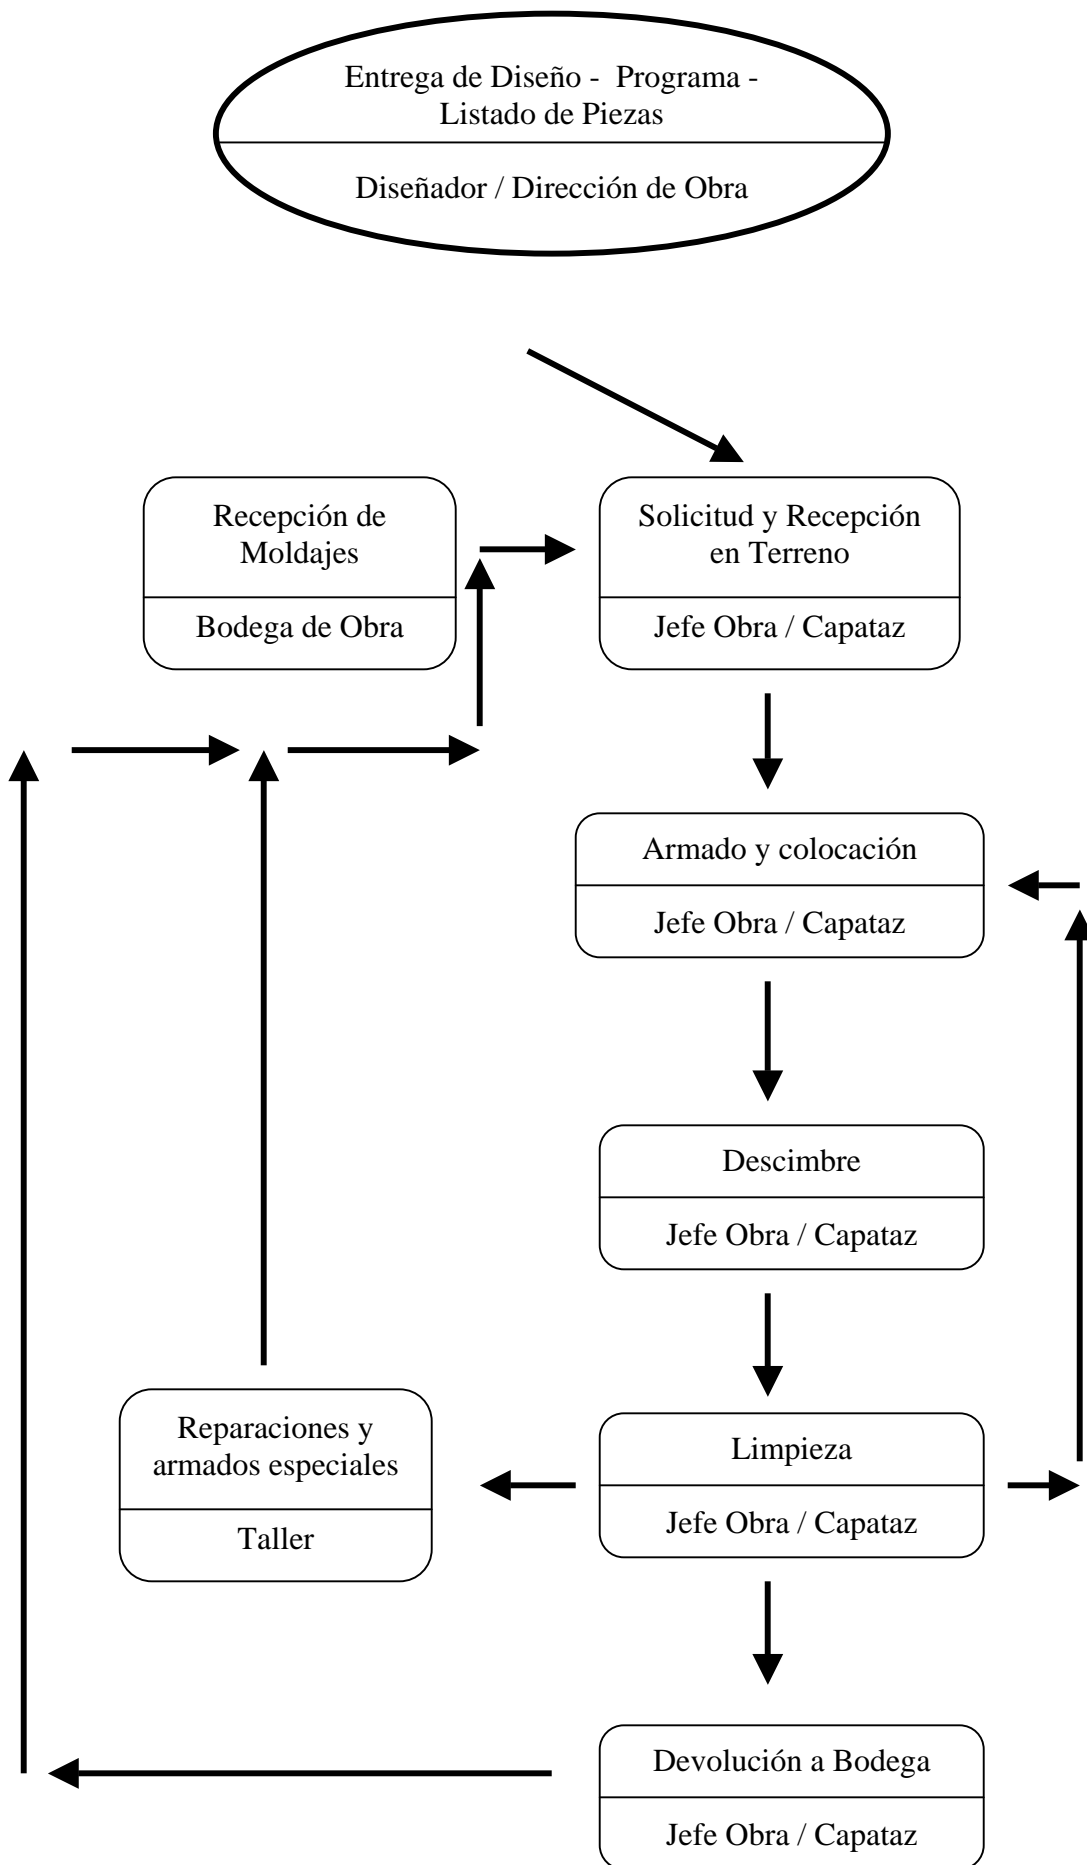 Entrega de Diseño -  Programa -
Listado de Piezas
Diseñador / Dirección de Obra
Recepción de
Moldajes
Bodega de Obra
Solicitud y Recepción
en Terreno
Jefe Obra / Capataz
Armado y colocación
Jefe Obra / Capataz
Descimbre
Jefe Obra / Capataz
Reparaciones y
armados especiales
Taller
Limpieza
Jefe Obra / Capataz
Devolución a Bodega
Jefe Obra / Capataz